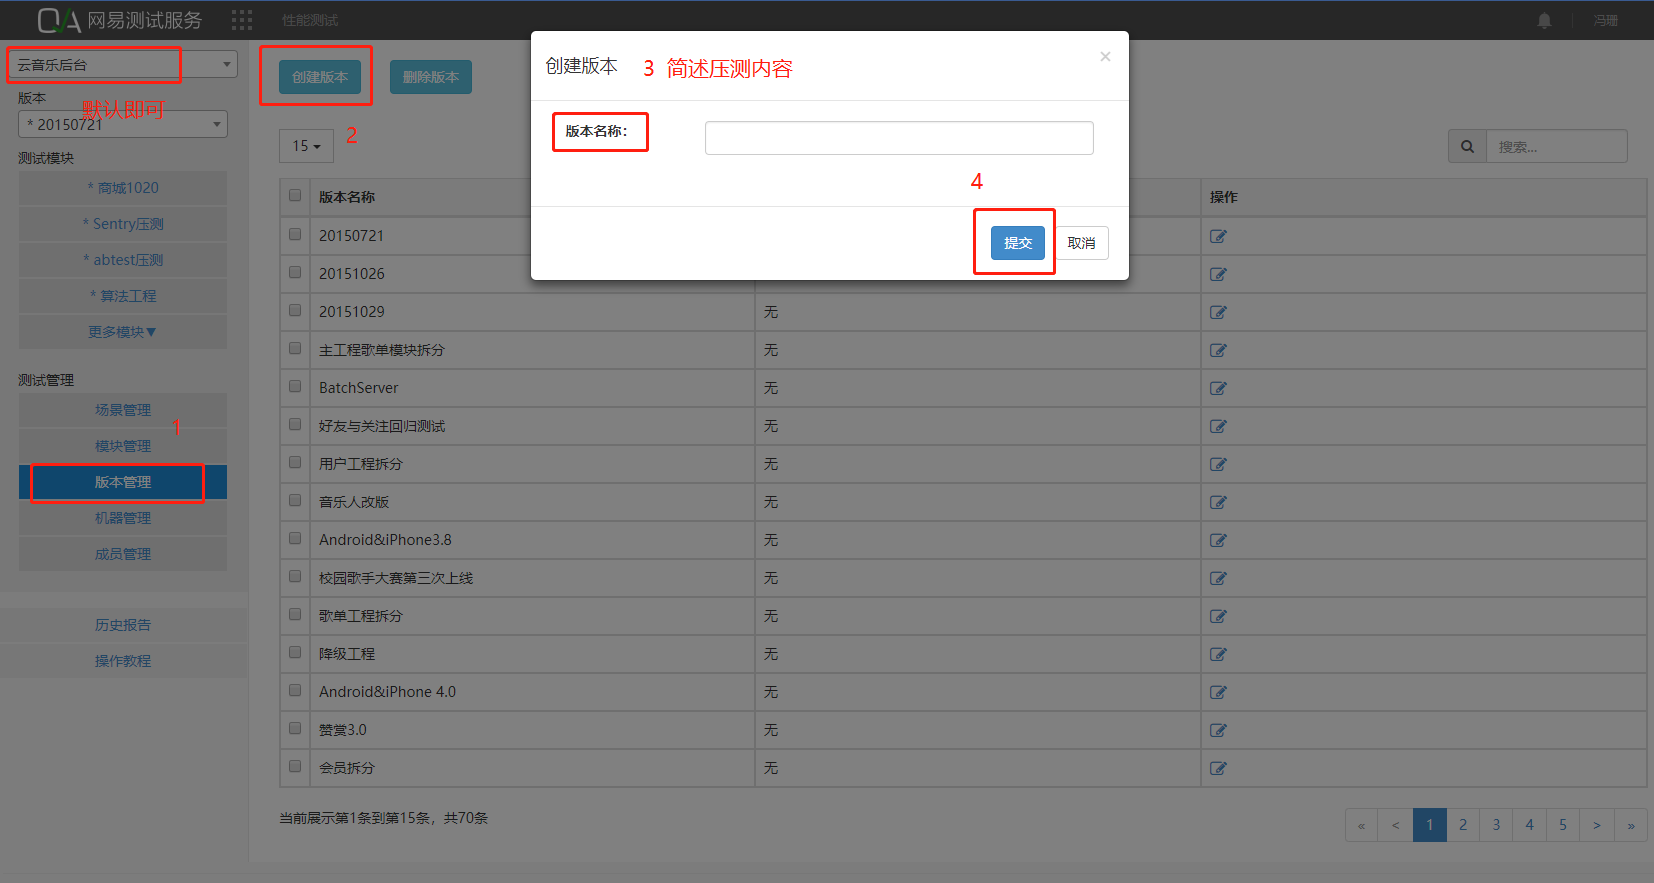 QA 网易测试服务
性能测试
冯珊
云音乐后台
版本
默认即可
* 20150721
测试模块
* 商城1020
* Sentry压测
* abtest压测
* 算法工程
更多模块▼
测试管理
场景管理
1
模块管理
版本管理
机器管理
成员管理
历史报告
操作教程
创建版本
删除版本
2
15
搜索...
创建版本
3 简述压测内容
×
版本名称：
4
提交
取消
版本名称
操作
20150721
20151026
20151029 无
主工程歌单模块拆分 无
BatchServer 无
好友与关注回归测试 无
用户工程拆分 无
音乐人改版 无
Android&iPhone3.8 无
校园歌手大赛第三次上线 无
歌单工程拆分 无
降级工程 无
Android&iPhone 4.0 无
赞赏3.0 无
会员拆分 无
当前展示第1条到第15条，共70条
« < 1 2 3 4 5 > »